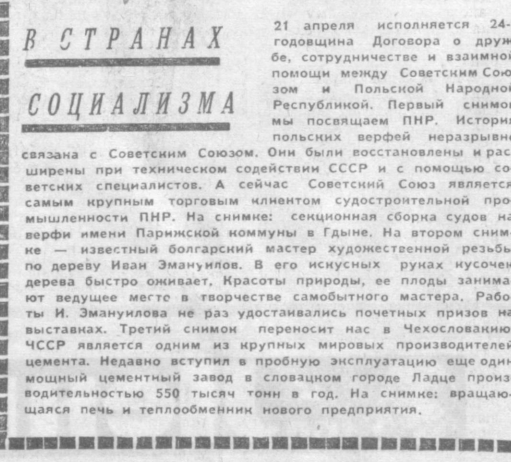 В СТРАНАХ
СОЦИАЛИЗМА
21 апреля исполняется 24-
годовщина Договора о друж
бе, сотрудничестве и взаимной
помощи между Советским Сою
зом и Польской Народной
Республикой. Первый снимок
мы посвящаем ПНР. История
польских верфей неразрывно
связана с Советским Союзом. Они были восстановлены и рас
ширены при техническом содействии СССР и с помощью со
ветских специалистов. А сейчас Советский Союз является
самым крупным торговым клиентом судостроительной про
мышленности ПНР. На снимке: секционная сборка судов на
верфи имени Парижской коммуны в Гдыне. На втором сним-
ке — известный болгарский мастер художественной резьбы
по дереву Иван Эмануилов. В его искусных руках кусочек
дерева быстро оживает. Красоты природы, ее плоды занима
ют ведущее место в творчестве самобытного мастера. Рабо
ты И. Эмануилова не раз удостаивались почетных призов на
выставках. Третий снимок переносит нас в Чехословакию
ЧССР является одним из крупных мировых производителей
цемента. Недавно вступил в пробную эксплуатацию еще один
мощный цементный завод в словацком городе Ладце произ
водительностью 550 тысяч тонн в год. На снимке: вращаю-
щаяся печь и теплообменник нового предприятия.